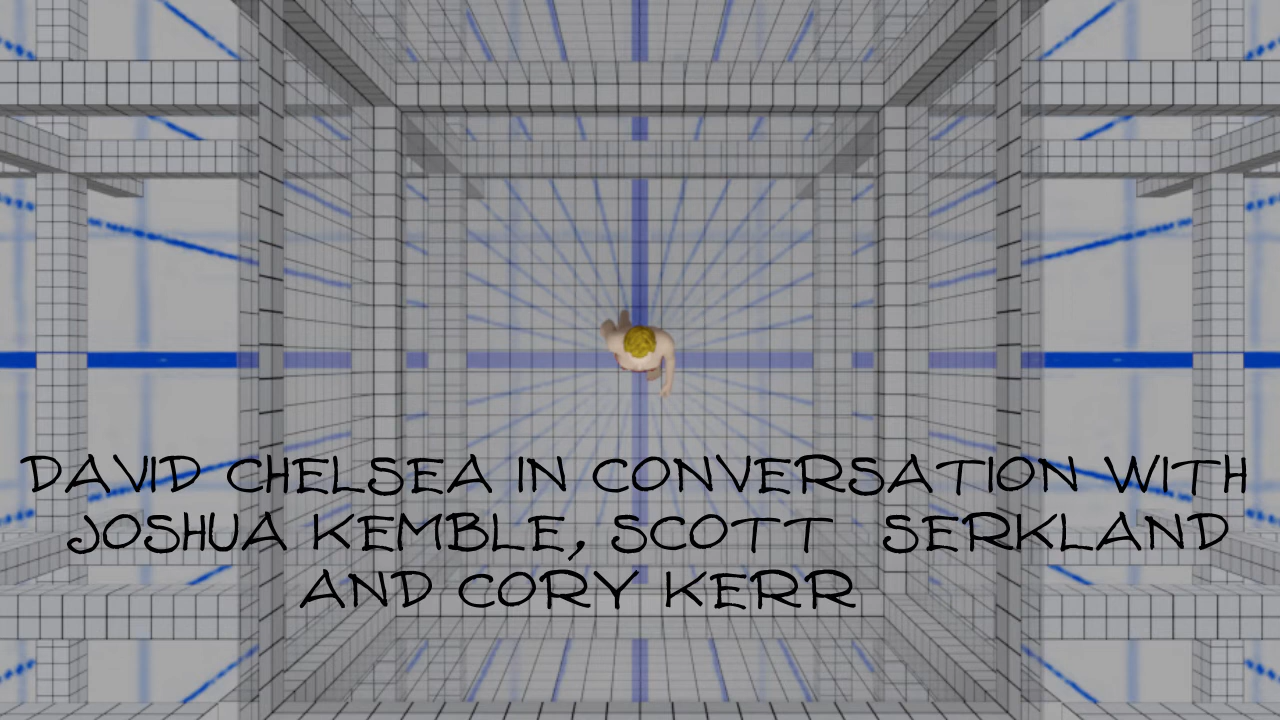 DAVID CHELSEA IN CONVERSATION WITH
JOSHUA KEMBLE, SCOTT SERKLAND
AND CORY KERR